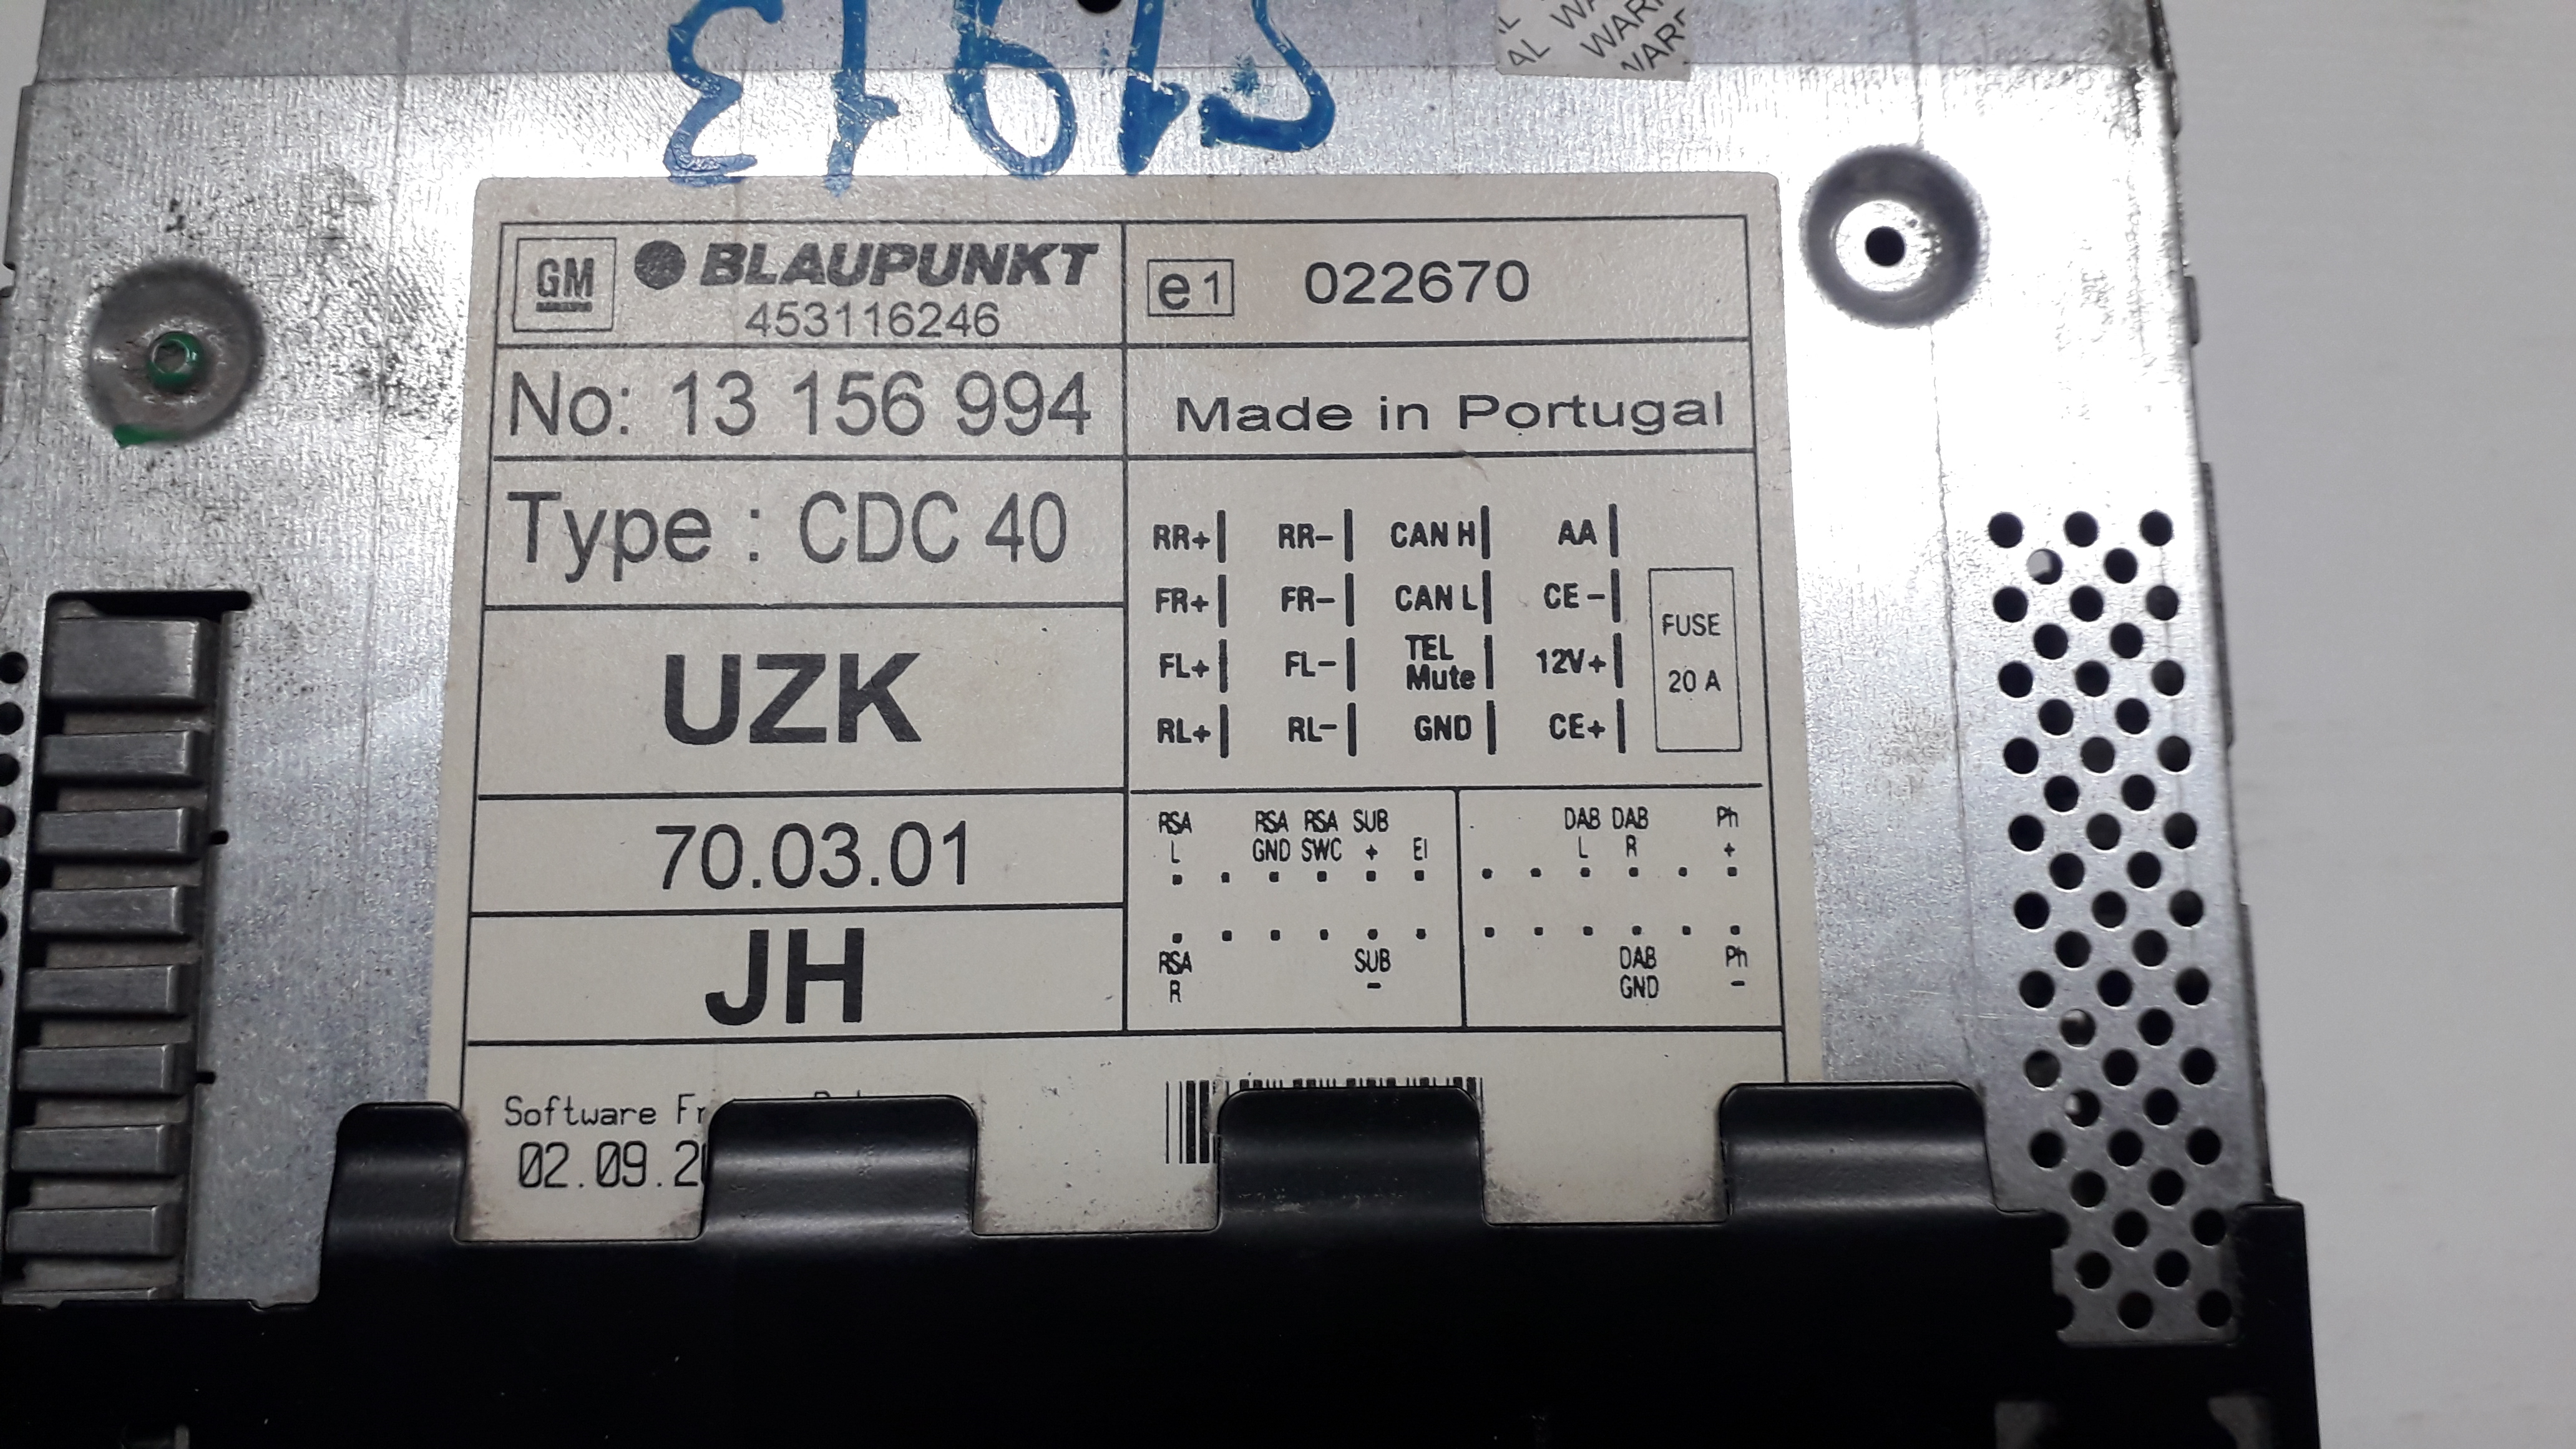 GM
BLAUPUNKT
453116246
e1 022670
No: 13 156 994
Made in Portugal
Type : CDC 40
UZK
70.03.01
JH
RR+ RR- CAN H AA
FR+ FR- CAN L CE -
FL+ FL- TEL Mute 12V+
RL+ RL- GND CE+
FUSE
20 A
RSA RSA RSA SUB
L GND SWC + EI
RSA SUB
R -
DAB DAB Ph
L R +
DAB Ph
GND -
Software
02.09.
WARR